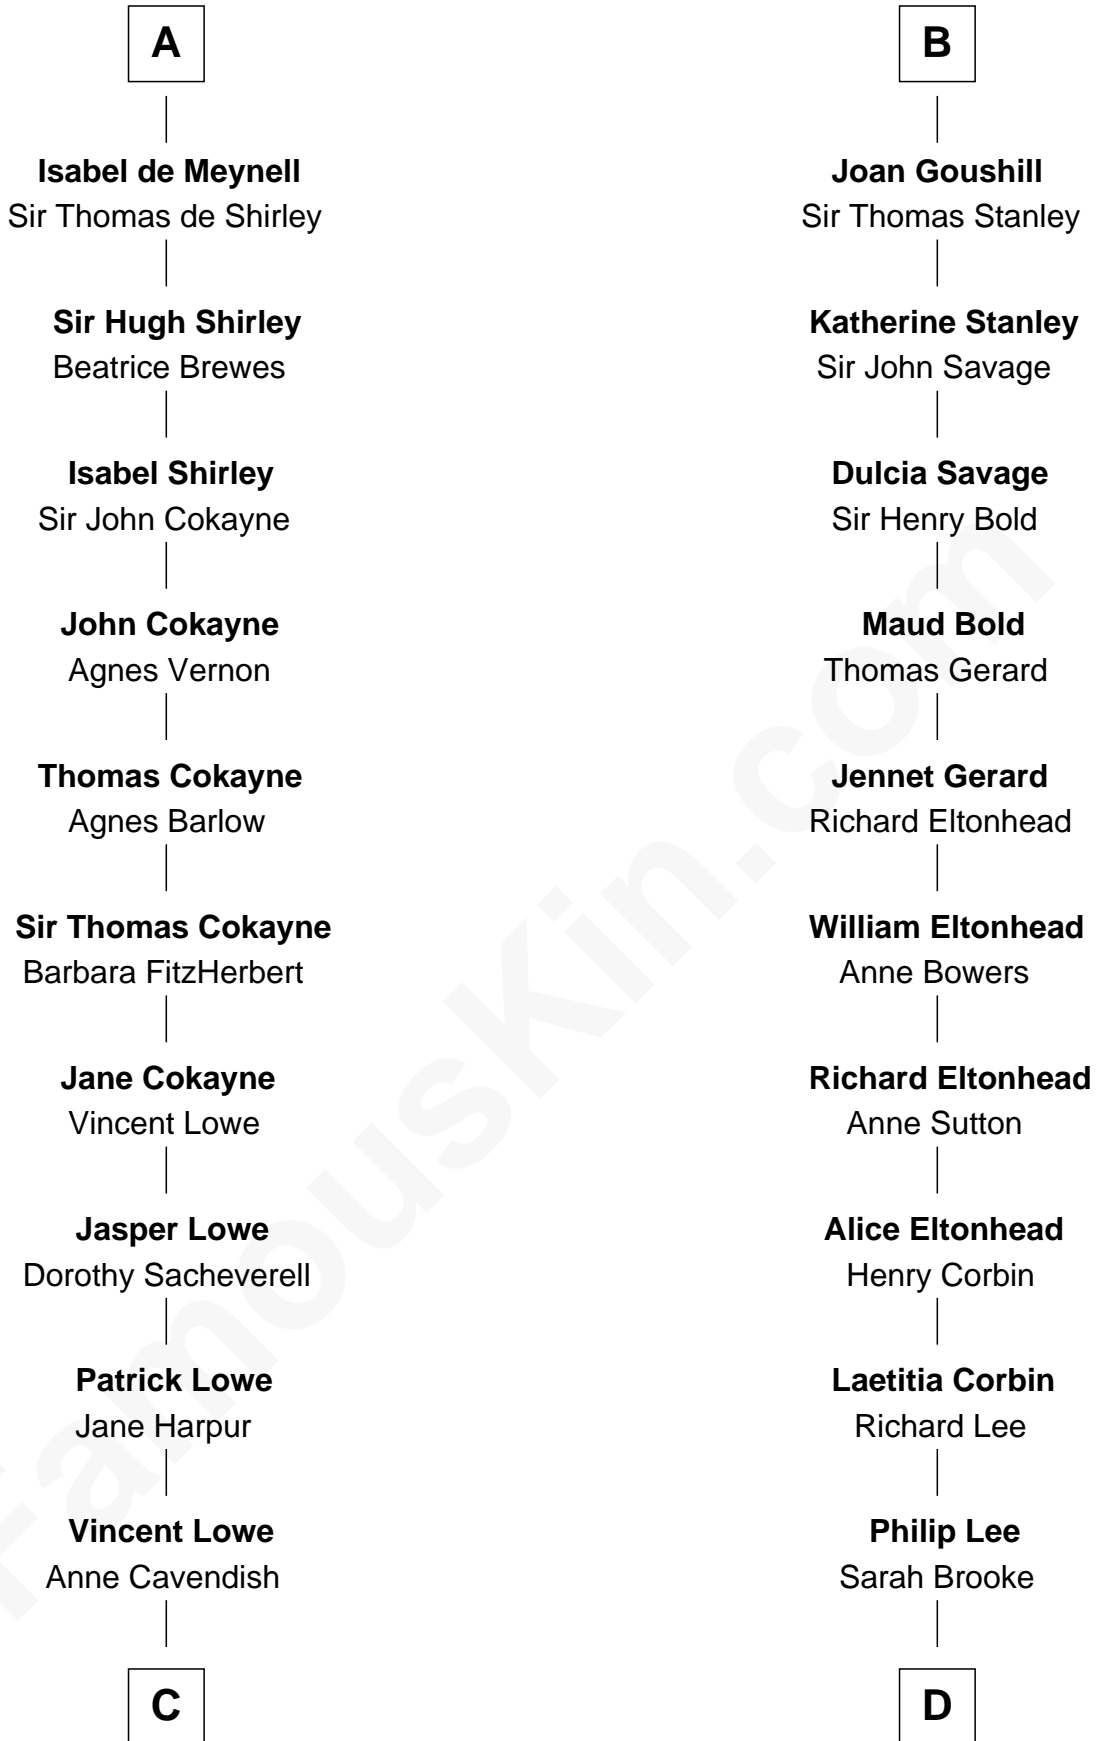 A
Isabel de Meynell
Sir Thomas de Shirley
Sir Hugh Shirley
Beatrice Brewes
Isabel Shirley
Sir John Cokayne
John Cokayne
Agnes Vernon
Thomas Cokayne
Agnes Barlow
Sir Thomas Cokayne
Barbara FitzHerbert
Jane Cokayne
Vincent Lowe
Jasper Lowe
Dorothy Sacheverell
Patrick Lowe
Jane Harpur
Vincent Lowe
Anne Cavendish
C
B
Joan Goushill
Sir Thomas Stanley
Katherine Stanley
Sir John Savage
Dulcia Savage
Sir Henry Bold
Maud Bold
Thomas Gerard
Jennet Gerard
Richard Eltonhead
William Eltonhead
Anne Bowers
Richard Eltonhead
Anne Sutton
Alice Eltonhead
Henry Corbin
Laetitia Corbin
Richard Lee
Philip Lee
Sarah Brooke
D
FamousKin.com